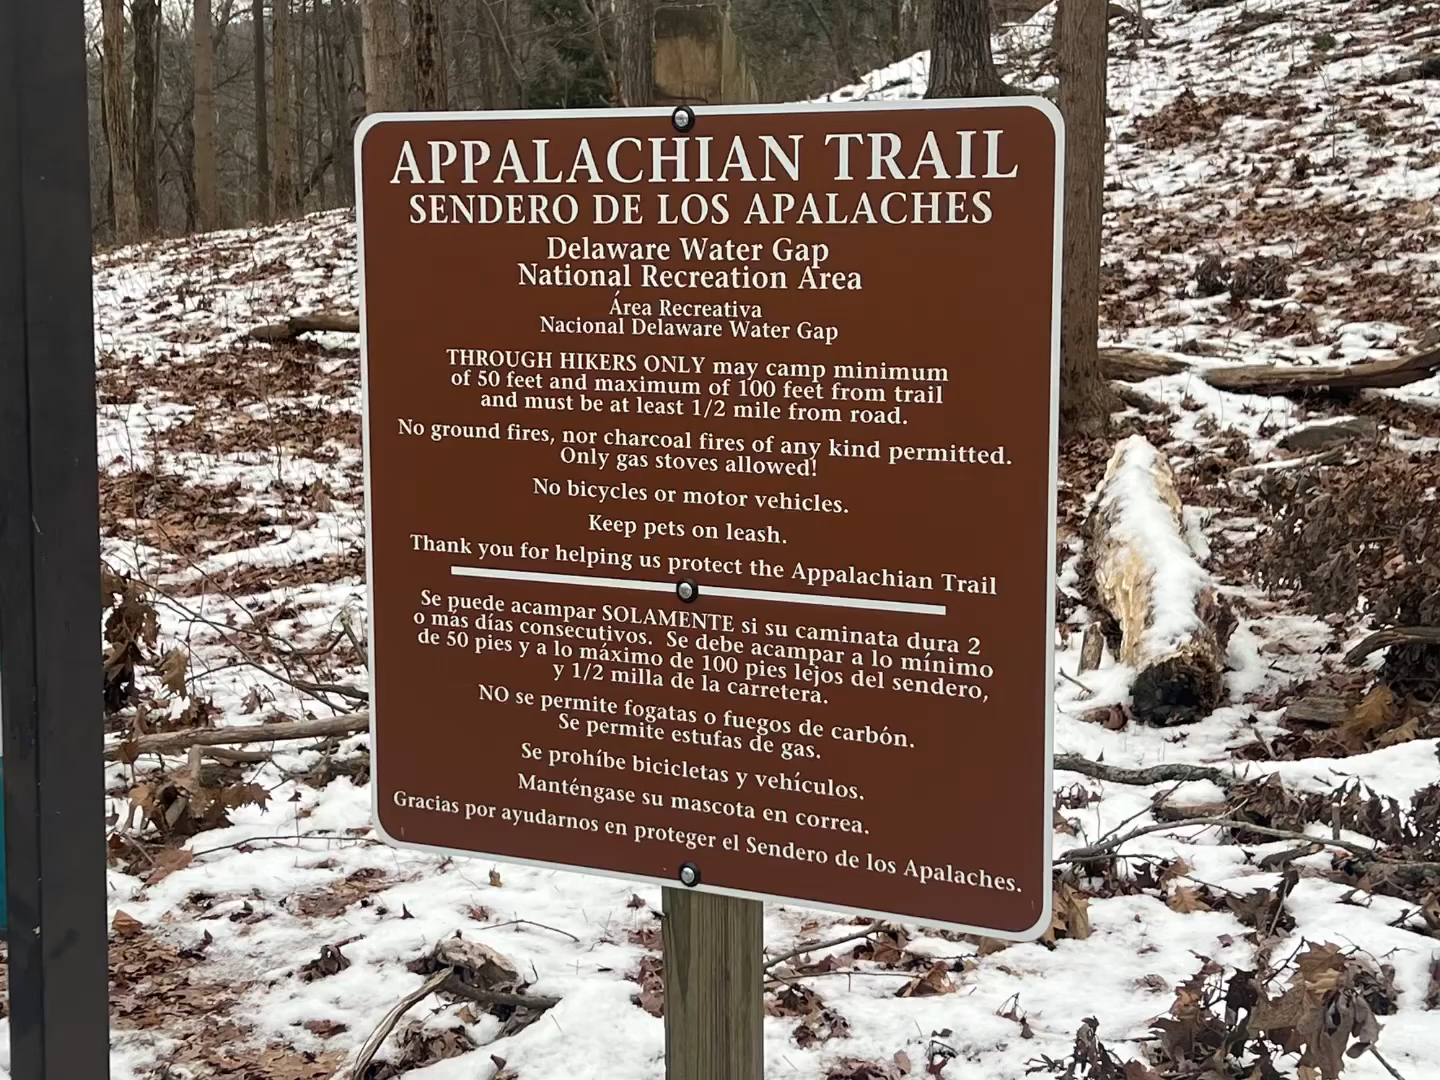 APPALACHIAN TRAIL
SENDERO DE LOS APALACHES
Delaware Water Gap
National Recreation Area
Área Recreativa
Nacional Delaware Water Gap
THROUGH HIKERS ONLY may camp minimum
of 50 feet and maximum of 100 feet from trail
and must be at least 1/2 mile from road.
No ground fires, nor charcoal fires of any kind permitted.
Only gas stoves allowed!
No bicycles or motor vehicles.
Keep pets on leash.
Thank you for helping us protect the Appalachian Trail
Se puede acampar SOLAMENTE si su caminata dura 2
o más días consecutivos. Se debe acampar a lo mínimo
de 50 pies y a lo máximo de 100 pies lejos del sendero,
y 1/2 milla de la carretera.
NO se permite fogatas o fuegos de carbón.
Se permite estufas de gas.
Se prohíbe bicicletas y vehículos.
Manténgase su mascota en correa.
Gracias por ayudarnos en proteger el Sendero de los Apalaches.